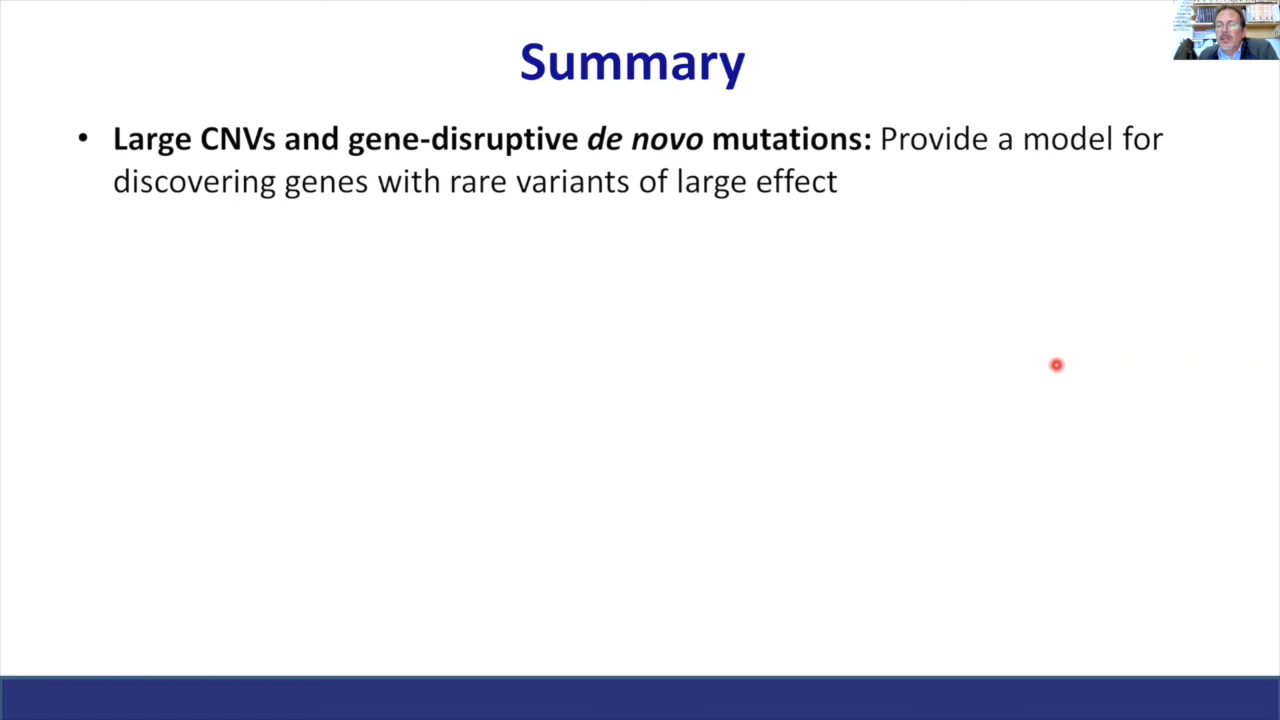 Summary
• Large CNVs and gene-disruptive de novo mutations: Provide a model for
discovering genes with rare variants of large effect